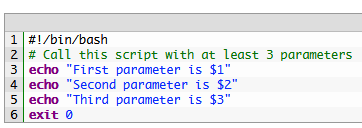 1 #!/bin/bash
2 # Call this script with at least 3 parameters
3 echo "First parameter is $1"
4 echo "Second parameter is $2"
5 echo "Third parameter is $3"
6 exit 0